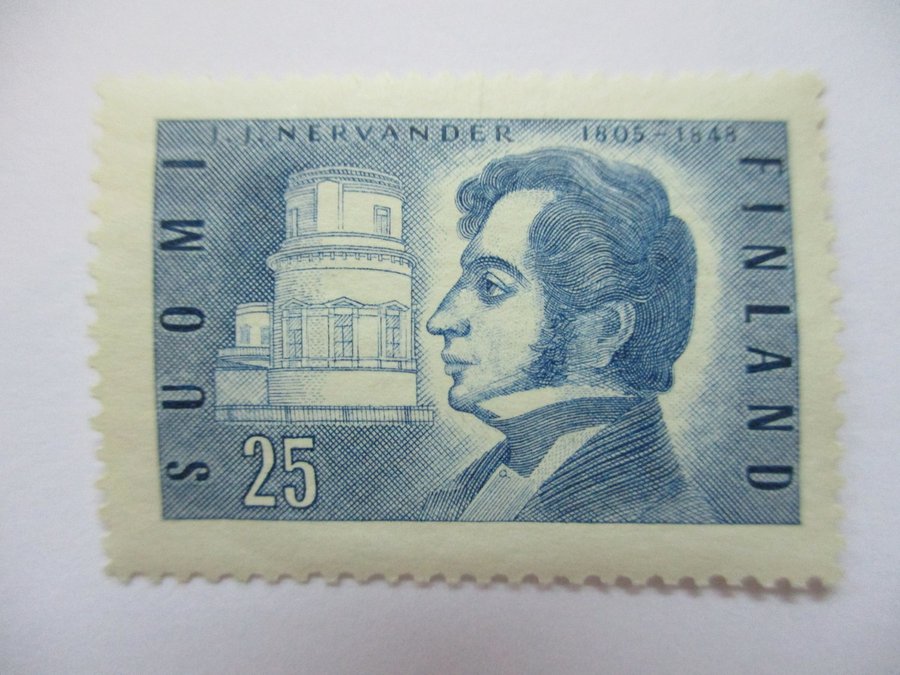 J. J. NERVANDER 1805–1848
SUOMI
FINLAND
25